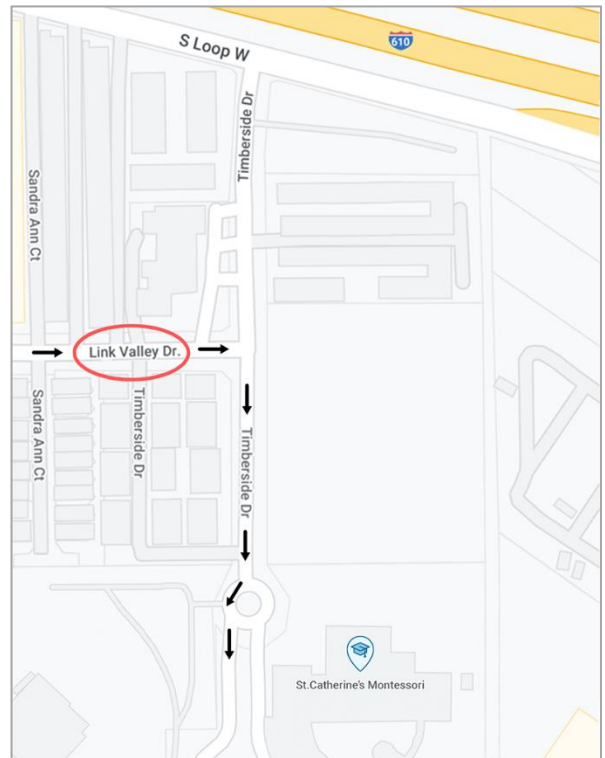 S Loop W
610
Timberside Dr
Sandra Ann Ct
Link Valley Dr.
Sandra Ann Ct
Timberside Dr
Timberside Dr
St.Catherine's Montessori